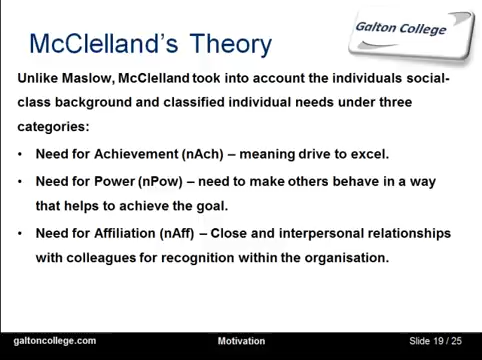 McClelland's Theory
Galton College
Unlike Maslow, McClelland took into account the individuals social-
class background and classified individual needs under three
categories:
• Need for Achievement (nAch) – meaning drive to excel.
• Need for Power (nPow) – need to make others behave in a way
that helps to achieve the goal.
• Need for Affiliation (nAff) – Close and interpersonal relationships
with colleagues for recognition within the organisation.
galtoncollege.com
Motivation
Slide 19 / 25